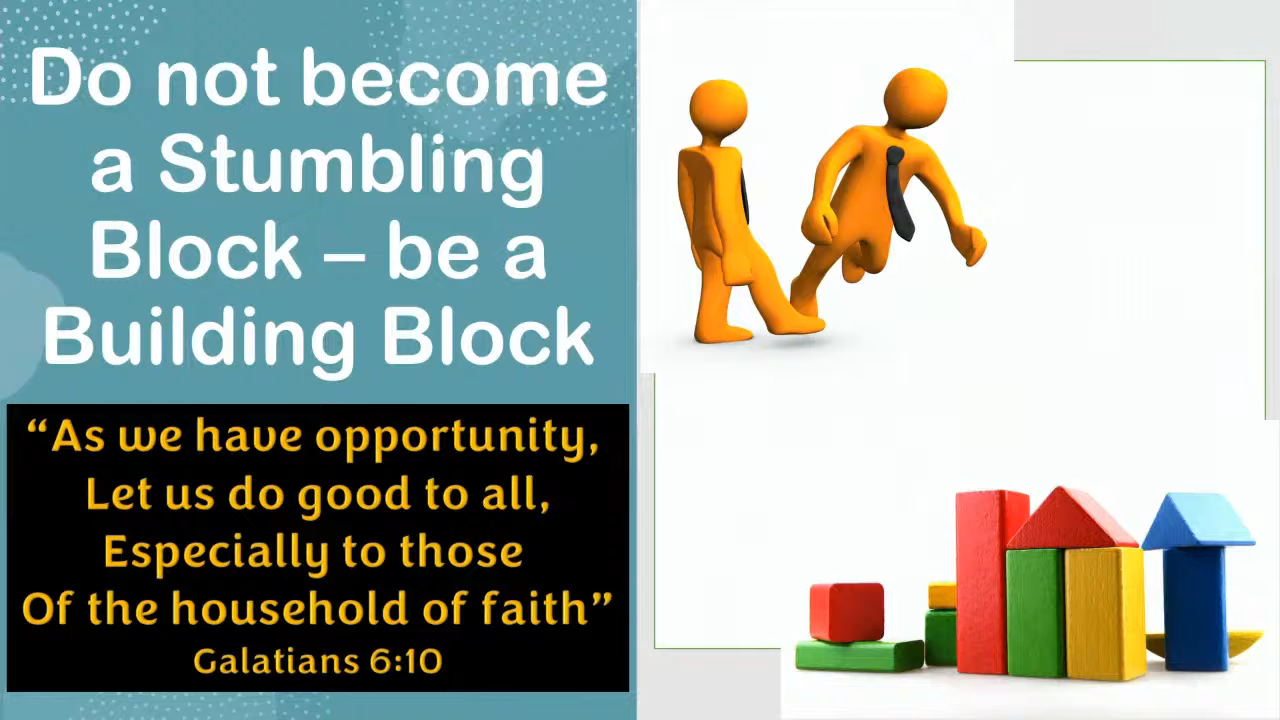 Do not become
a Stumbling
Block – be a
Building Block
“As we have opportunity,
Let us do good to all,
Especially to those
Of the household of faith”
Galatians 6:10